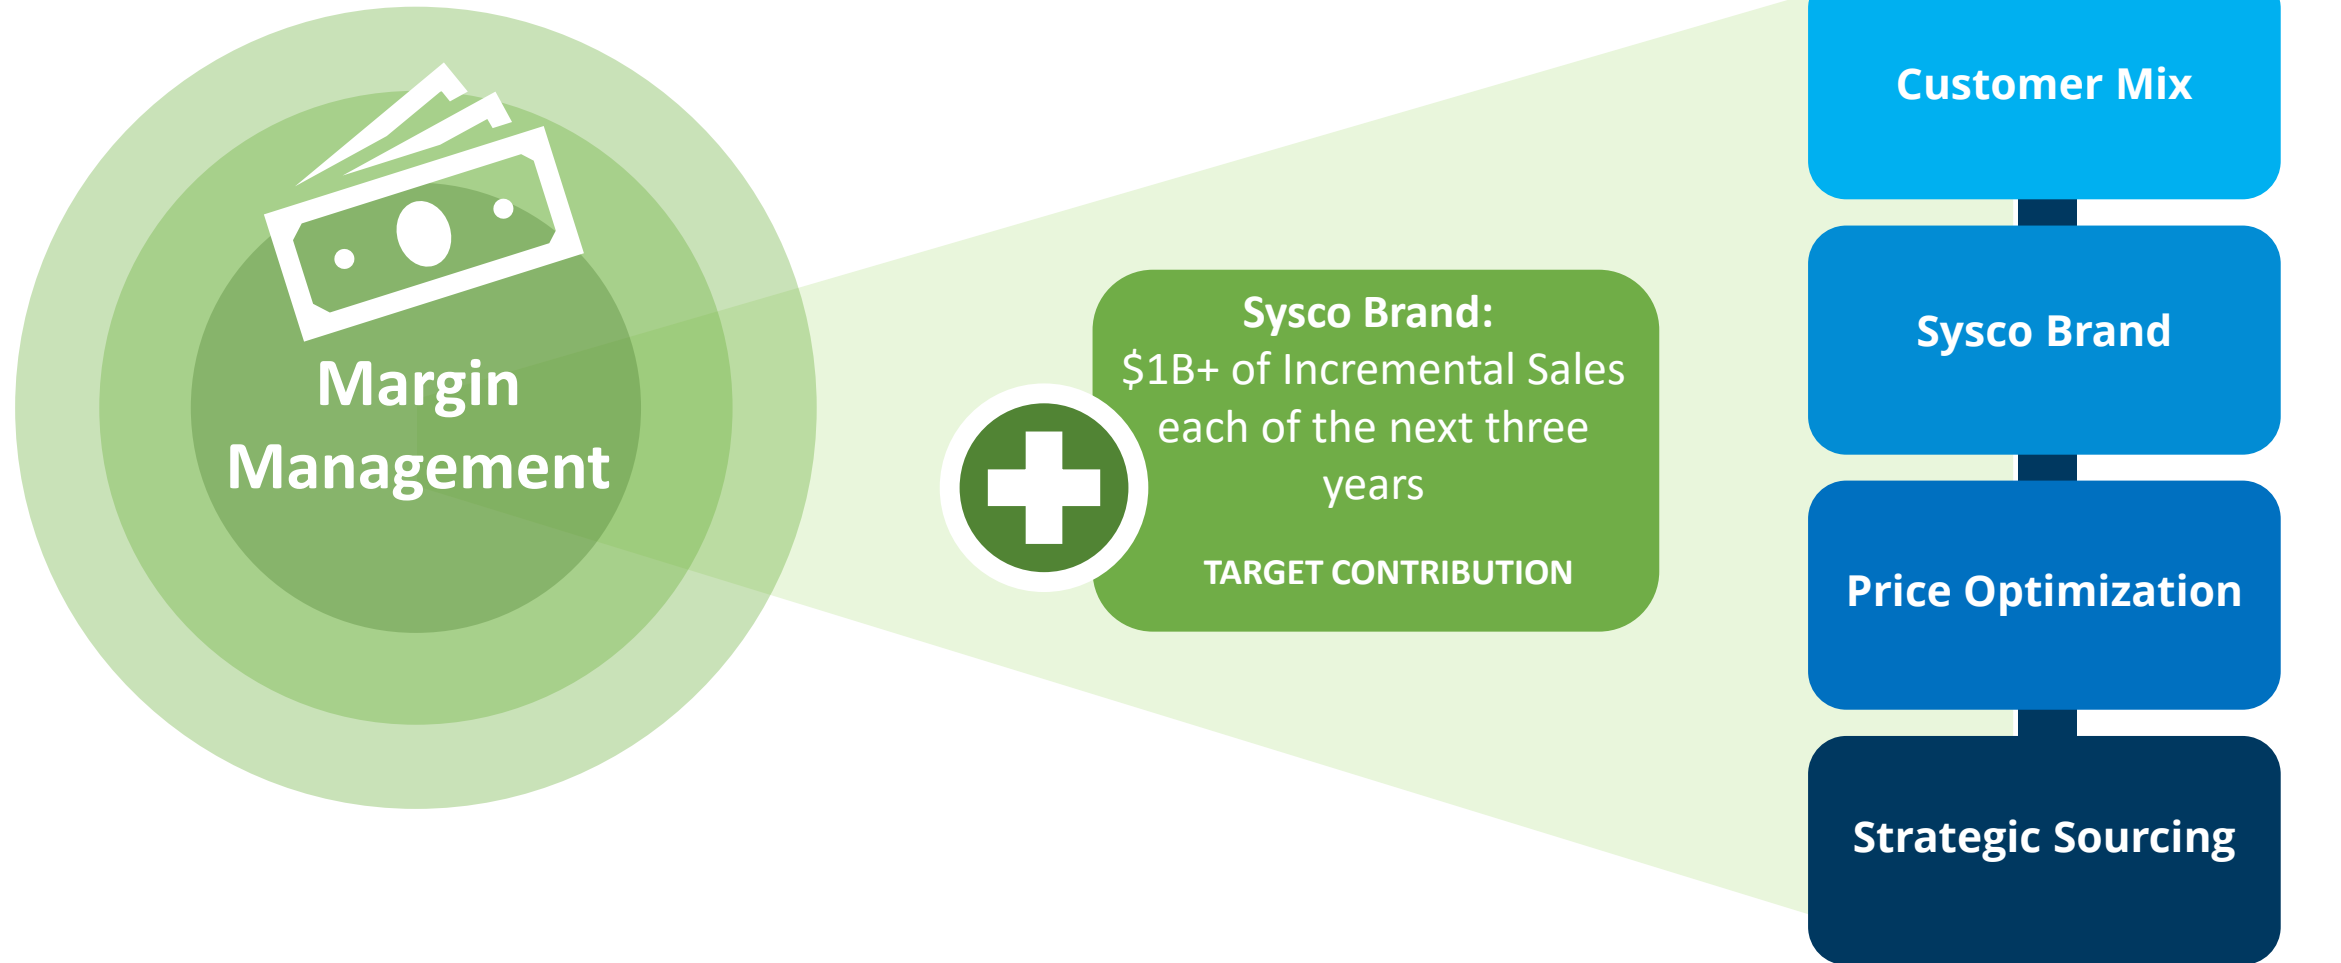 Margin
Management
Sysco Brand:
$1B+ of Incremental Sales
each of the next three
years
TARGET CONTRIBUTION
Customer Mix
Sysco Brand
Price Optimization
Strategic Sourcing